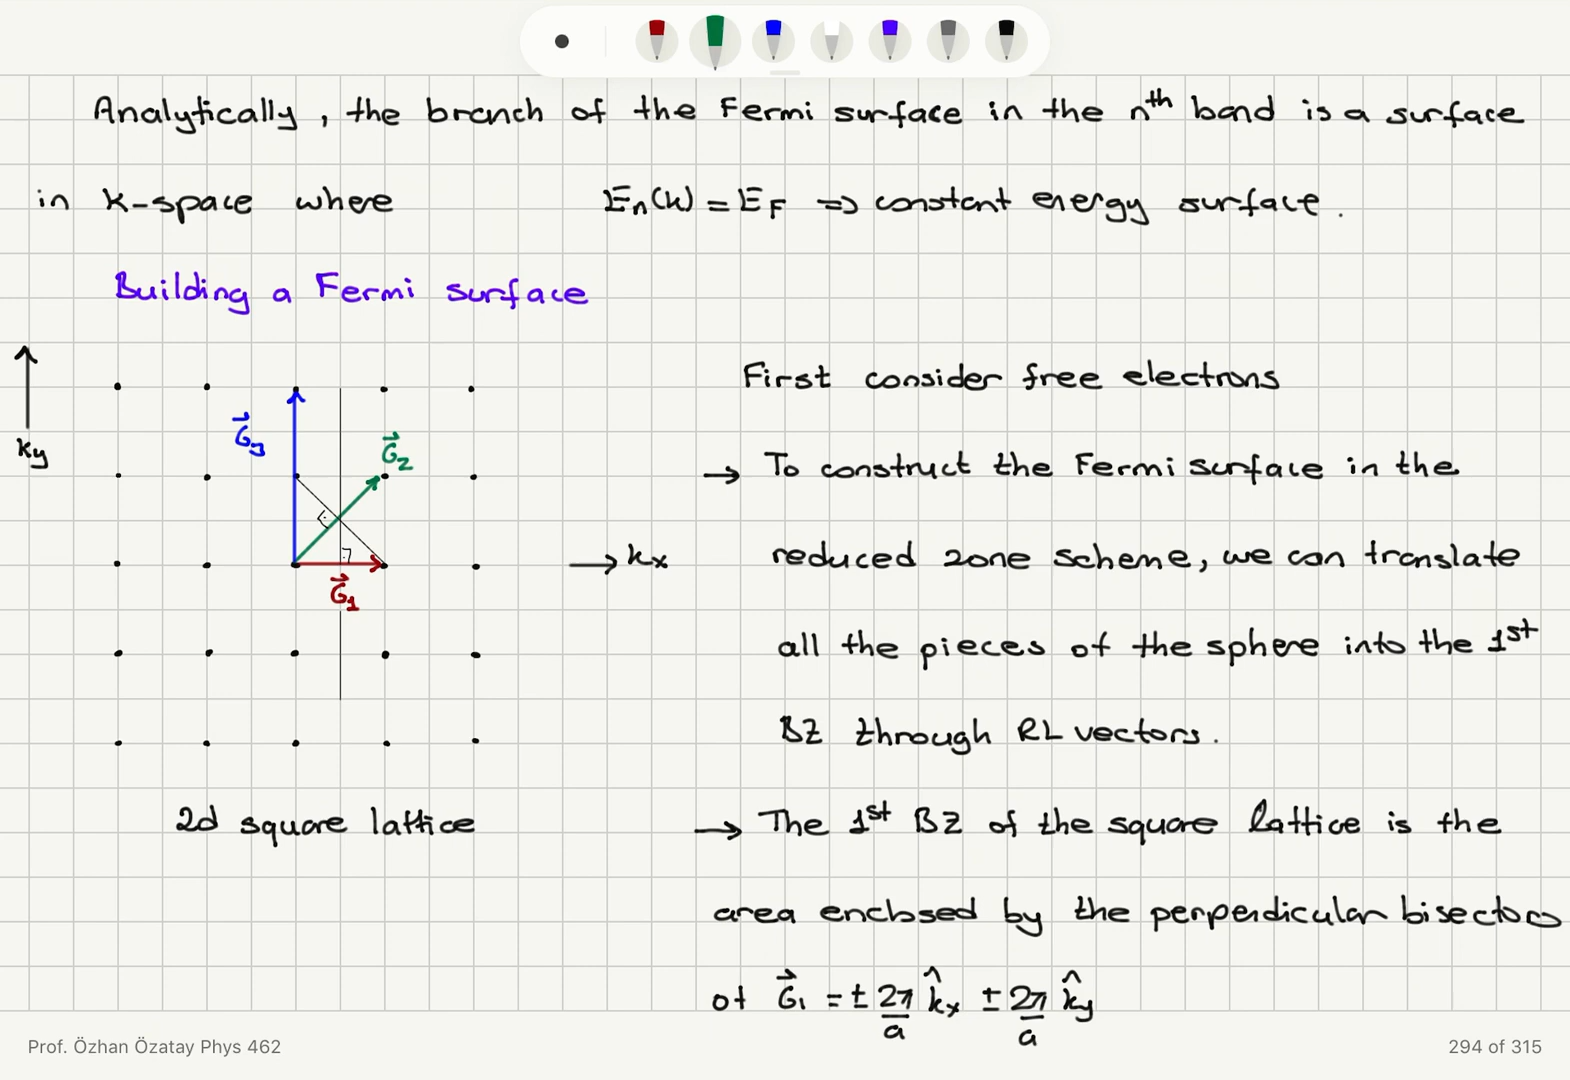 Analytically, the branch of the Fermi surface in the nth band is a surface
in k-space where En(k) = EF => constant energy surface.
Building a Fermi surface
ky
G⃗3
G⃗2
G⃗1
→ kx
2d square lattice
First consider free electrons
→ To construct the Fermi surface in the
reduced zone scheme, we can translate
all the pieces of the sphere into the 1st
BZ through RL vectors.
→ The 1st BZ of the square lattice is the
area enclosed by the perpendicular bisectors
of G⃗1 = ± 2π/a k̂x ± 2π/a k̂y
Prof. Özhan Özatay Phys 462
294 of 315